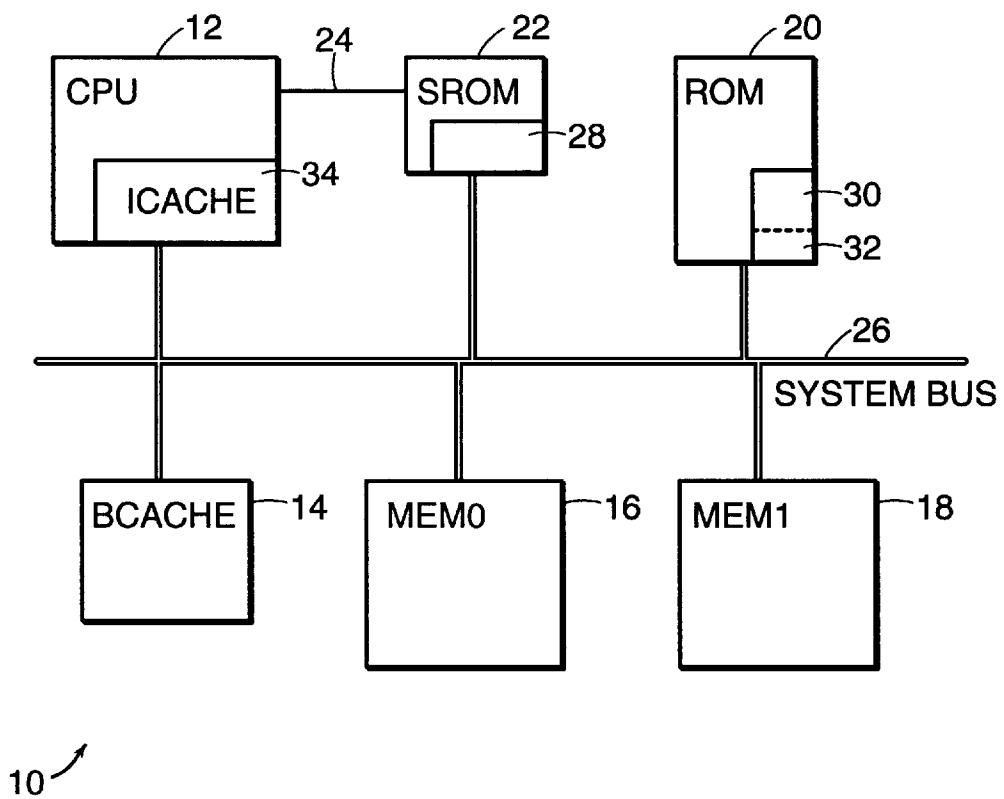 12
24
22
20
CPU
SROM
ROM
28
34
ICACHE
30
32
26
SYSTEM BUS
BCACHE
14
MEM0
16
MEM1
18
10